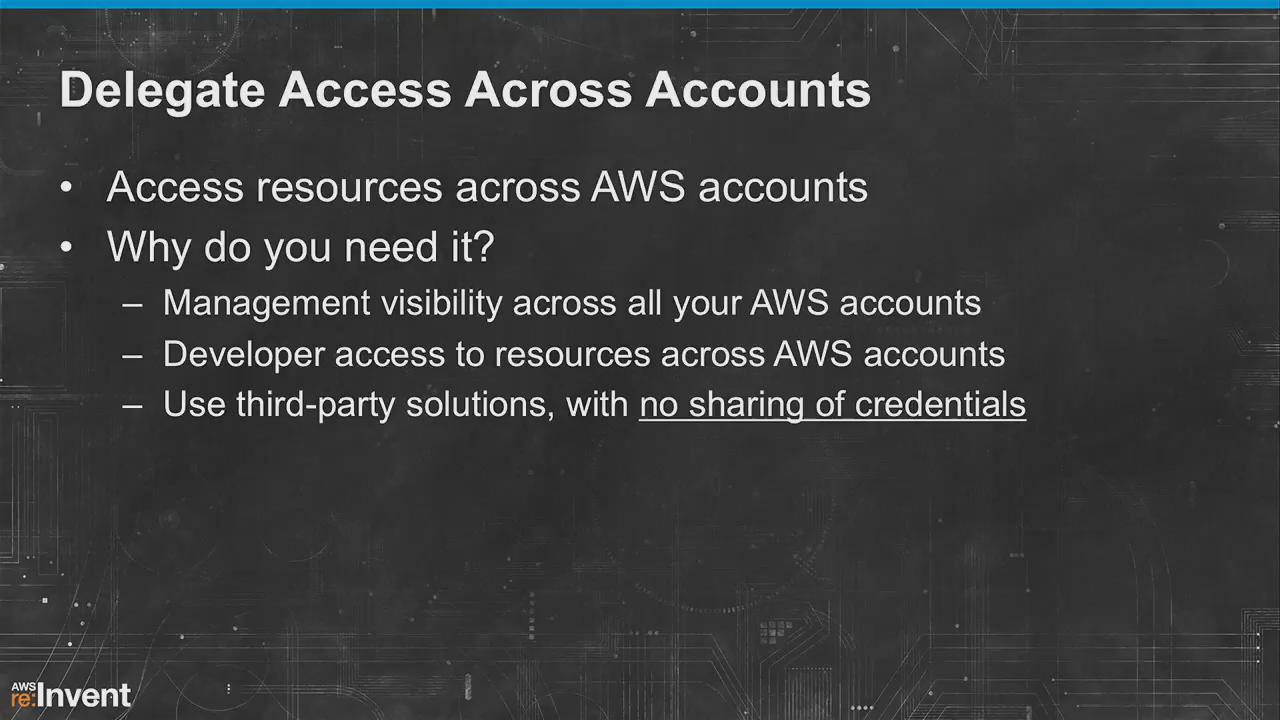 Delegate Access Across Accounts
• Access resources across AWS accounts
• Why do you need it?
– Management visibility across all your AWS accounts
– Developer access to resources across AWS accounts
– Use third-party solutions, with no sharing of credentials
AWS
re:Invent